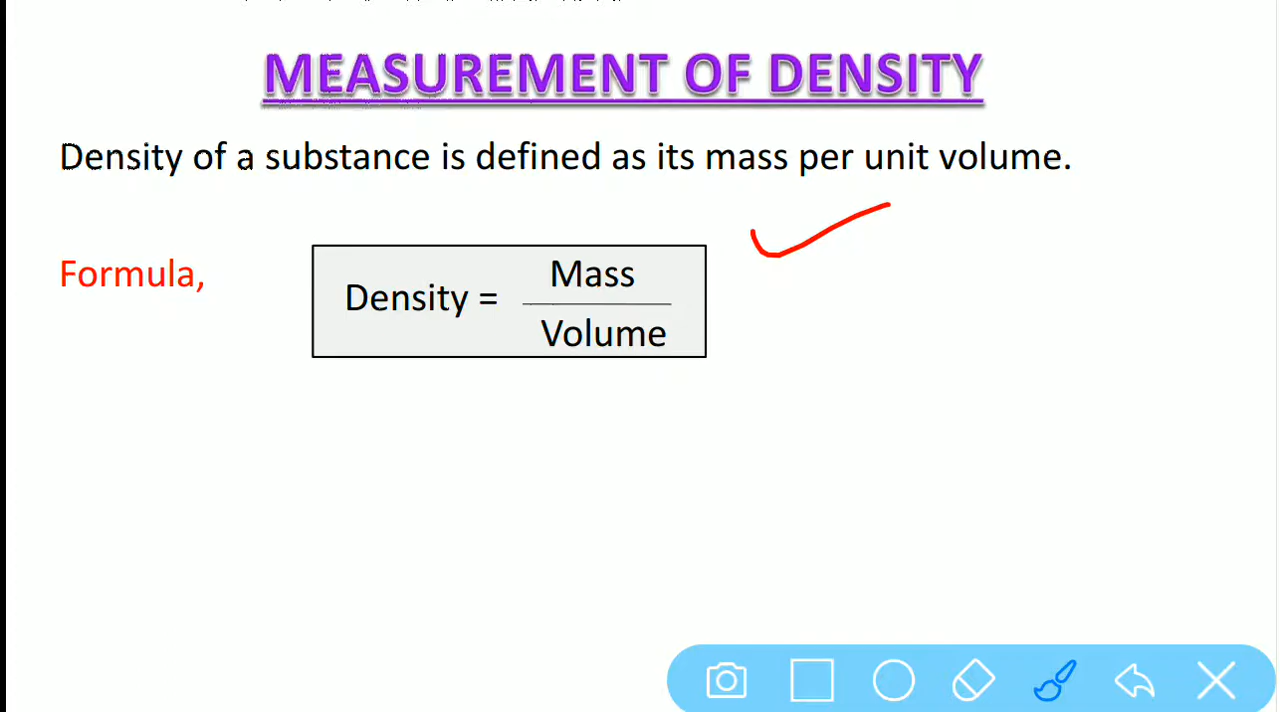 MEASUREMENT OF DENSITY
Density of a substance is defined as its mass per unit volume.
Formula,
Density = Mass
Volume